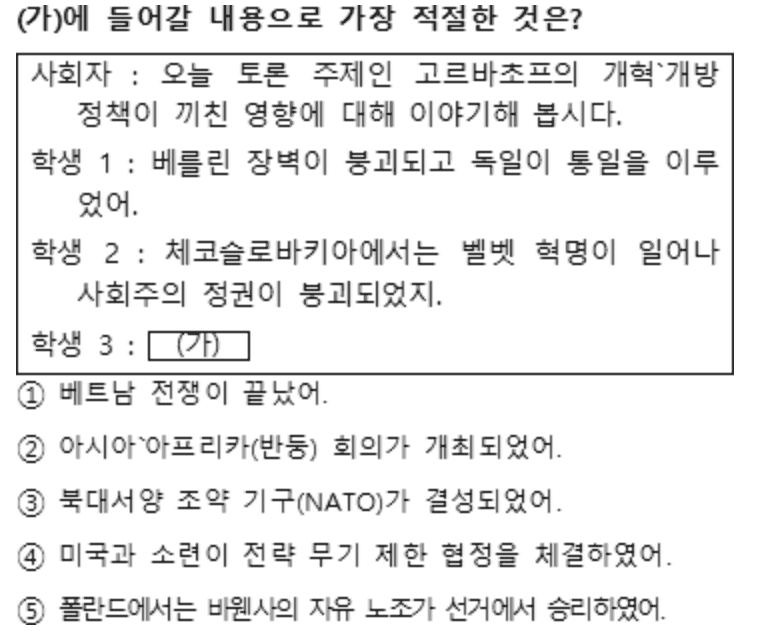 (가)에 들어갈 내용으로 가장 적절한 것은?
사회자 : 오늘 토론 주제인 고르바초프의 개혁`개방
정책이 끼친 영향에 대해 이야기해 봅시다.
학생 1 : 베를린 장벽이 붕괴되고 독일이 통일을 이루
었어.
학생 2 : 체코슬로바키아에서는 벨벳 혁명이 일어나
사회주의 정권이 붕괴되었지.
학생 3 : (가)
① 베트남 전쟁이 끝났어.
② 아시아`아프리카(반둥) 회의가 개최되었어.
③ 북대서양 조약 기구(NATO)가 결성되었어.
④ 미국과 소련이 전략 무기 제한 협정을 체결하였어.
⑤ 폴란드에서는 바웬사의 자유 노조가 선거에서 승리하였어.